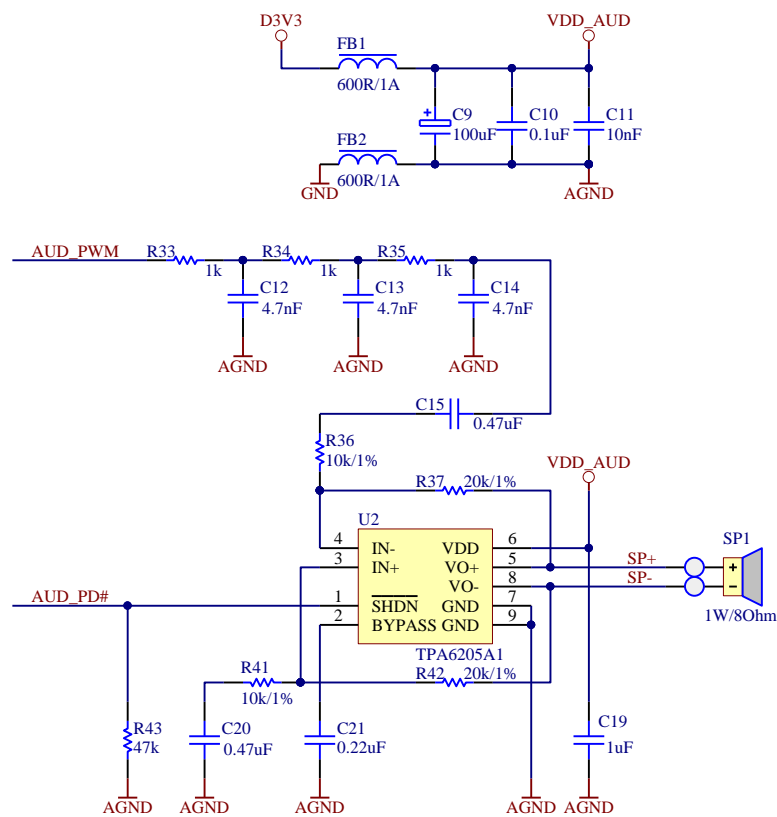 D3V3
VDD_AUD
FB1
600R/1A
C9
100uF
C10
0.1uF
C11
10nF
FB2
600R/1A
GND
AGND
AUD_PWM
R33
1k
R34
1k
R35
1k
C12
4.7nF
C13
4.7nF
C14
4.7nF
AGND
AGND
AGND
C15
0.47uF
R36
10k/1%
R37
20k/1%
VDD_AUD
U2
4
IN-
VDD
6
3
IN+
VO+
5
VO-
8
1
SHDN
GND
7
2
BYPASS
GND
9
SP+
SP-
SP1
+
-
1W/8Ohm
AUD_PD#
TPA6205A1
R41
10k/1%
R42
20k/1%
R43
47k
C20
0.47uF
C21
0.22uF
C19
1uF
AGND
AGND
AGND
AGND
AGND